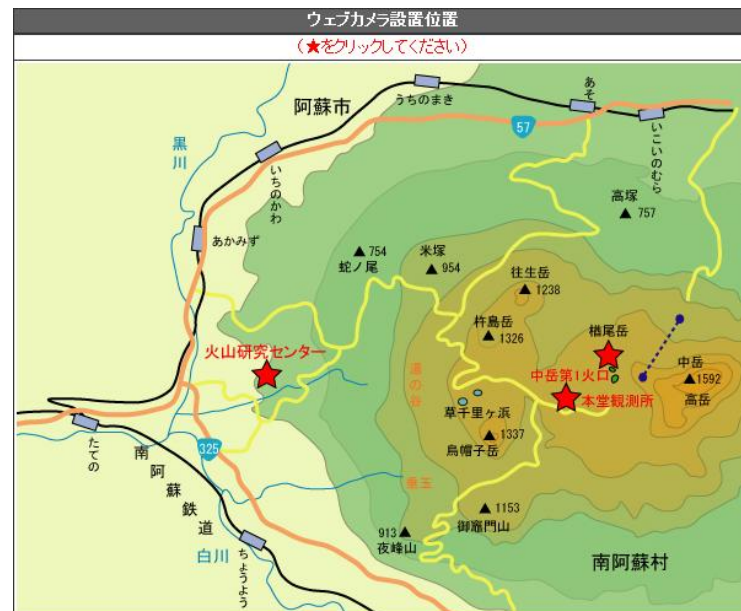 ウェブカメラ設置位置
（★をクリックしてください）
阿蘇市
うちのまき
あそ
57
いこいのむら
黒川
いちのかわ
高塚
757
あかみず
754
蛇ノ尾
米塚
954
往生岳
1238
杵島岳
1326
楢尾岳
火山研究センター
湯の谷
中岳第1火口
中岳
1592
高岳
本堂観測所
草千里ヶ浜
1337
烏帽子岳
たての
325
南阿蘇鉄道
垂玉
1153
御竈門山
913
夜峰山
白川
ちょうよう
南阿蘇村